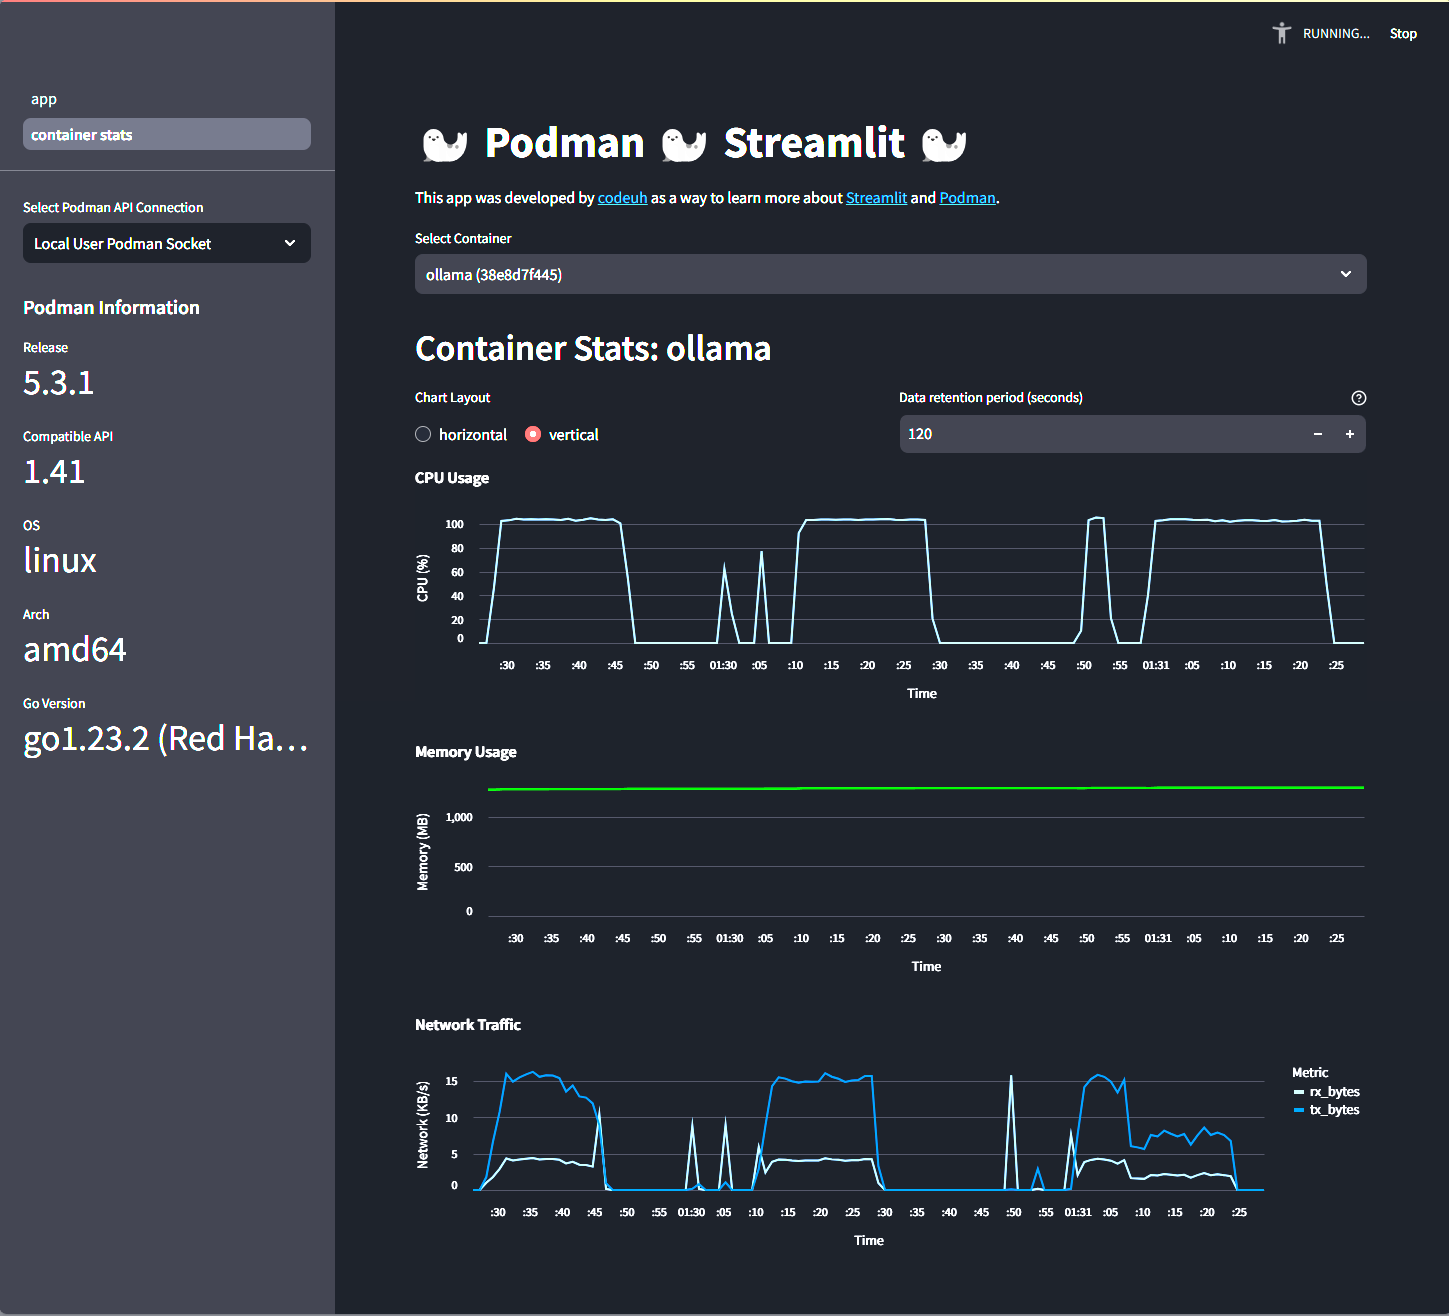 RUNNING... Stop
app
container stats
Select Podman API Connection
Local User Podman Socket
Podman Information
Release
5.3.1
Compatible API
1.41
OS
linux
Arch
amd64
Go Version
go1.23.2 (Red Ha...
Podman Streamlit
This app was developed by codeuh as a way to learn more about Streamlit and Podman.
Select Container
ollama (38e8d7f445)
Container Stats: ollama
Chart Layout
horizontal vertical
Data retention period (seconds)
120
CPU Usage
CPU (%)
100
80
60
40
20
0
:30 :35 :40 :45 :50 :55 01:30 :05 :10 :15 :20 :25 :30 :35 :40 :45 :50 :55 01:31 :05 :10 :15 :20 :25
Time
Memory Usage
Memory (MB)
1,000
500
0
:30 :35 :40 :45 :50 :55 01:30 :05 :10 :15 :20 :25 :30 :35 :40 :45 :50 :55 01:31 :05 :10 :15 :20 :25
Time
Network Traffic
Network (KB/s)
15
10
5
0
:30 :35 :40 :45 :50 :55 01:30 :05 :10 :15 :20 :25 :30 :35 :40 :45 :50 :55 01:31 :05 :10 :15 :20 :25
Time
Metric
rx_bytes
tx_bytes